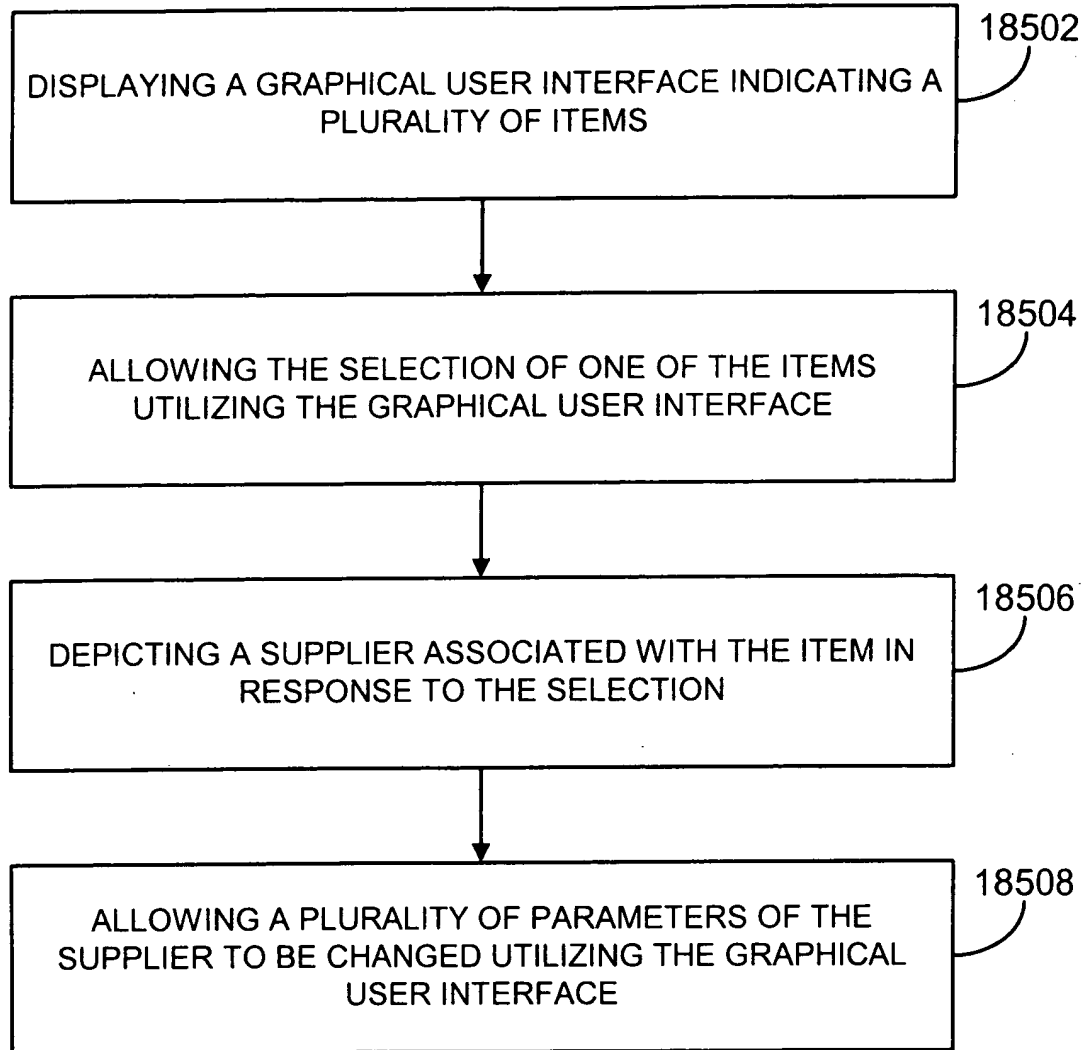 18502
DISPLAYING A GRAPHICAL USER INTERFACE INDICATING A
PLURALITY OF ITEMS
18504
ALLOWING THE SELECTION OF ONE OF THE ITEMS
UTILIZING THE GRAPHICAL USER INTERFACE
18506
DEPICTING A SUPPLIER ASSOCIATED WITH THE ITEM IN
RESPONSE TO THE SELECTION
18508
ALLOWING A PLURALITY OF PARAMETERS OF THE
SUPPLIER TO BE CHANGED UTILIZING THE GRAPHICAL
USER INTERFACE